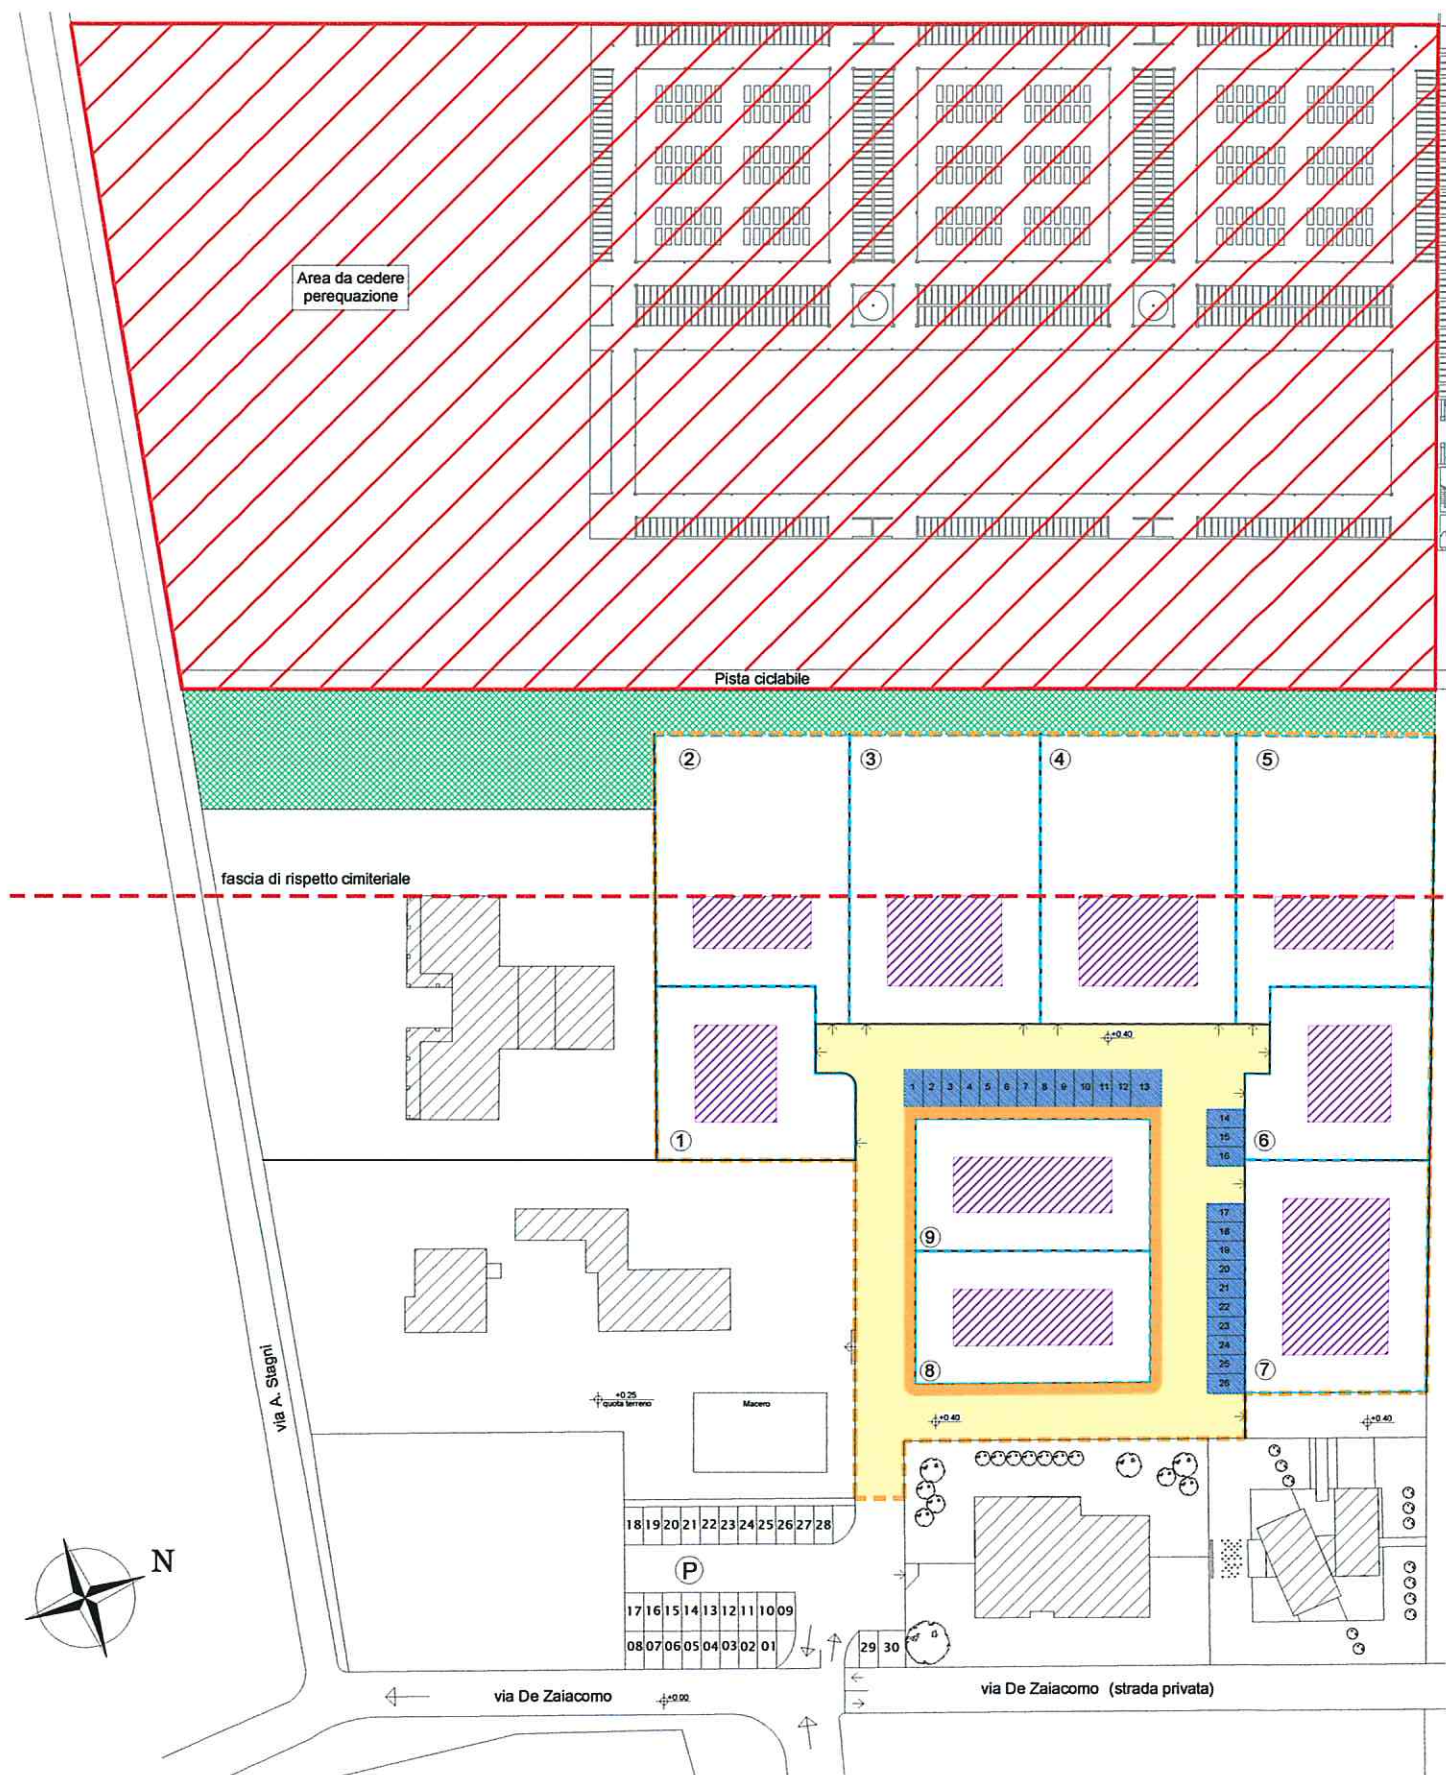 Area da cedere
perequazione
Pista ciclabile
2
3
4
5
fascia di rispetto cimiteriale
+0.40
1 2 3 4 5 6 7 8 9 10 11 12 13
14
15
16
1
6
17
18
19
20
21
22
23
24
25
26
9
8
7
via A. Stagni
+0.25
quota terreno
Macero
+0.40
+0.40
18 19 20 21 22 23 24 25 26 27 28
P
N
17 16 15 14 13 12 11 10 09
08 07 06 05 04 03 02 01
29 30
via De Zaiacomo
+0.00
via De Zaiacomo (strada privata)